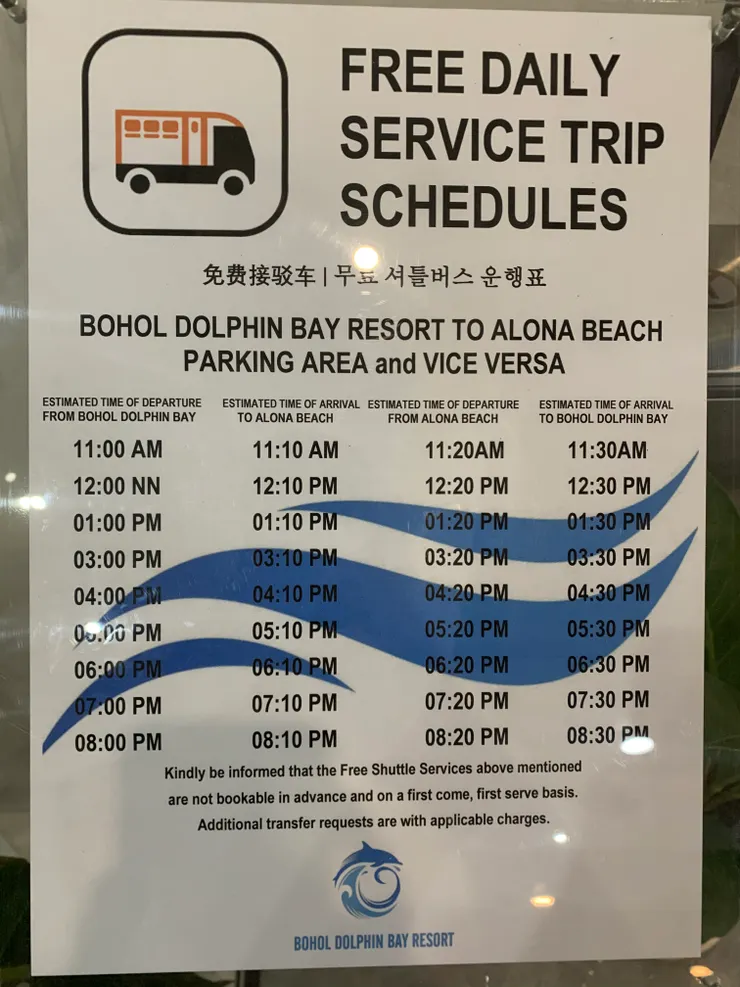 FREE DAILY
SERVICE TRIP
SCHEDULES
免费接驳车 | 무료 셔틀버스 운행표
BOHOL DOLPHIN BAY RESORT TO ALONA BEACH
PARKING AREA and VICE VERSA
ESTIMATED TIME OF DEPARTURE ESTIMATED TIME OF ARRIVAL ESTIMATED TIME OF DEPARTURE ESTIMATED TIME OF ARRIVAL
FROM BOHOL DOLPHIN BAY TO ALONA BEACH FROM ALONA BEACH TO BOHOL DOLPHIN BAY
11:00 AM 11:10 AM 11:20AM 11:30AM
12:00 NN 12:10 PM 12:20 PM 12:30 PM
01:00 PM 01:10 PM 01:20 PM 01:30 PM
03:00 PM 03:10 PM 03:20 PM 03:30 PM
04:00 PM 04:10 PM 04:20 PM 04:30 PM
05:00 PM 05:10 PM 05:20 PM 05:30 PM
06:00 PM 06:10 PM 06:20 PM 06:30 PM
07:00 PM 07:10 PM 07:20 PM 07:30 PM
08:00 PM 08:10 PM 08:20 PM 08:30 PM
Kindly be informed that the Free Shuttle Services above mentioned
are not bookable in advance and on a first come, first serve basis.
Additional transfer requests are with applicable charges.
BOHOL DOLPHIN BAY RESORT